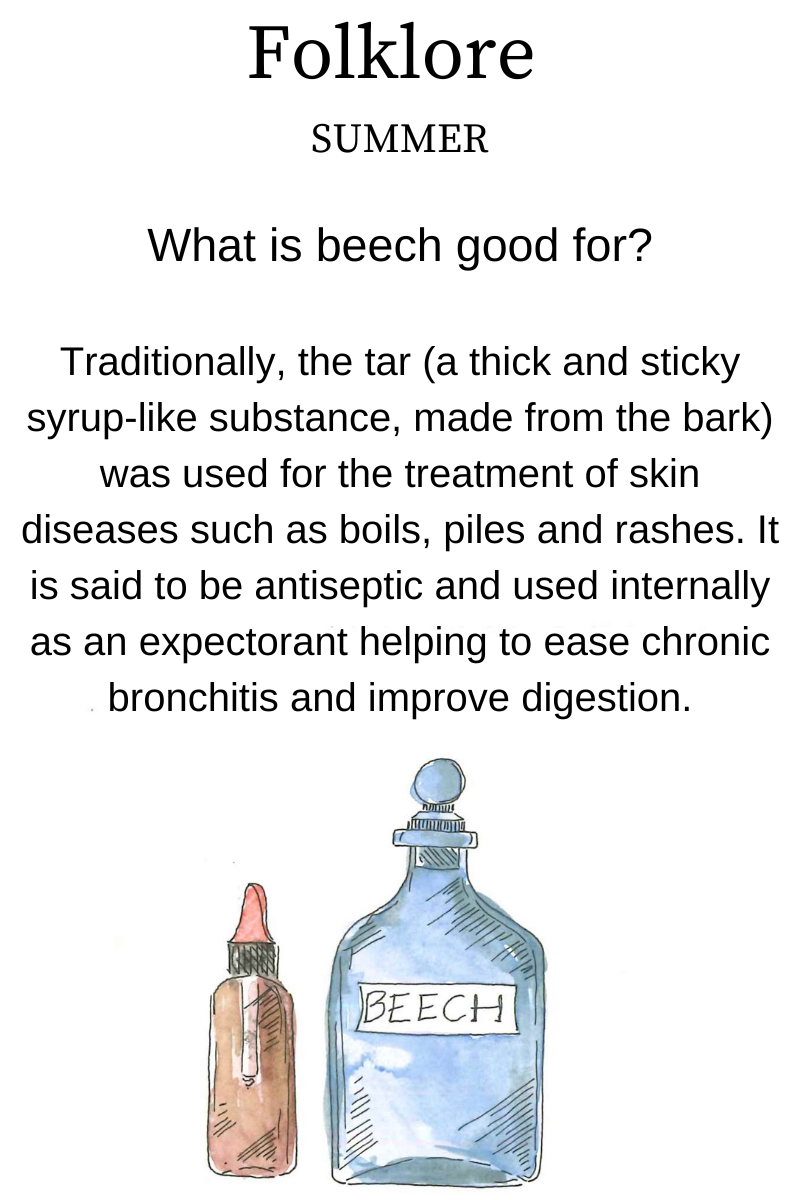 Folklore
SUMMER
What is beech good for?
Traditionally, the tar (a thick and sticky
syrup-like substance, made from the bark)
was used for the treatment of skin
diseases such as boils, piles and rashes. It
is said to be antiseptic and used internally
as an expectorant helping to ease chronic
bronchitis and improve digestion.
BEECH